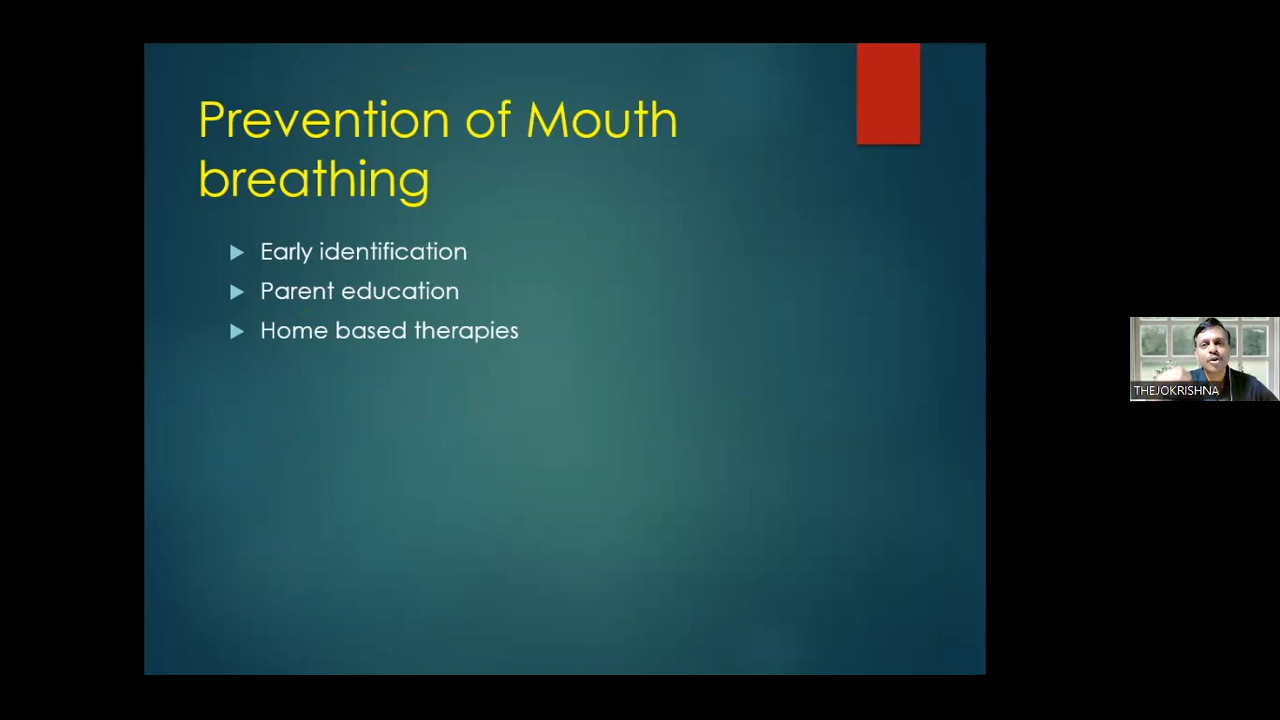 Prevention of Mouth
breathing
Early identification
Parent education
Home based therapies
THEJOKRISHNA